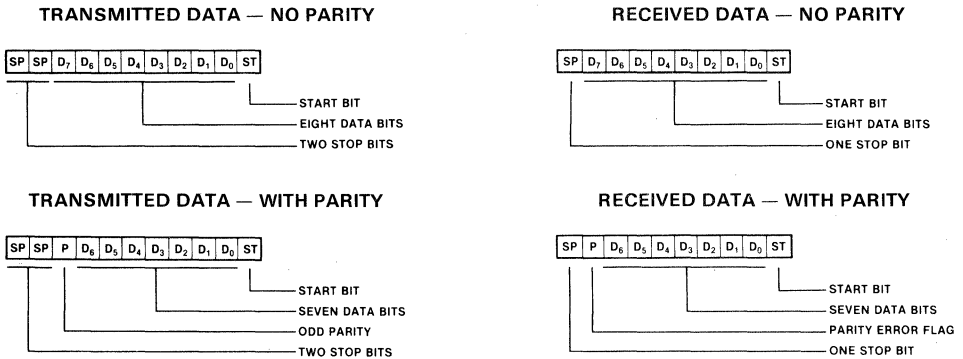 TRANSMITTED DATA — NO PARITY
SP SP D7 D6 D5 D4 D3 D2 D1 D0 ST
START BIT
EIGHT DATA BITS
TWO STOP BITS
RECEIVED DATA — NO PARITY
SP D7 D6 D5 D4 D3 D2 D1 D0 ST
START BIT
EIGHT DATA BITS
ONE STOP BIT
TRANSMITTED DATA — WITH PARITY
SP SP P D6 D5 D4 D3 D2 D1 D0 ST
START BIT
SEVEN DATA BITS
ODD PARITY
TWO STOP BITS
RECEIVED DATA — WITH PARITY
SP P D6 D5 D4 D3 D2 D1 D0 ST
START BIT
SEVEN DATA BITS
PARITY ERROR FLAG
ONE STOP BIT